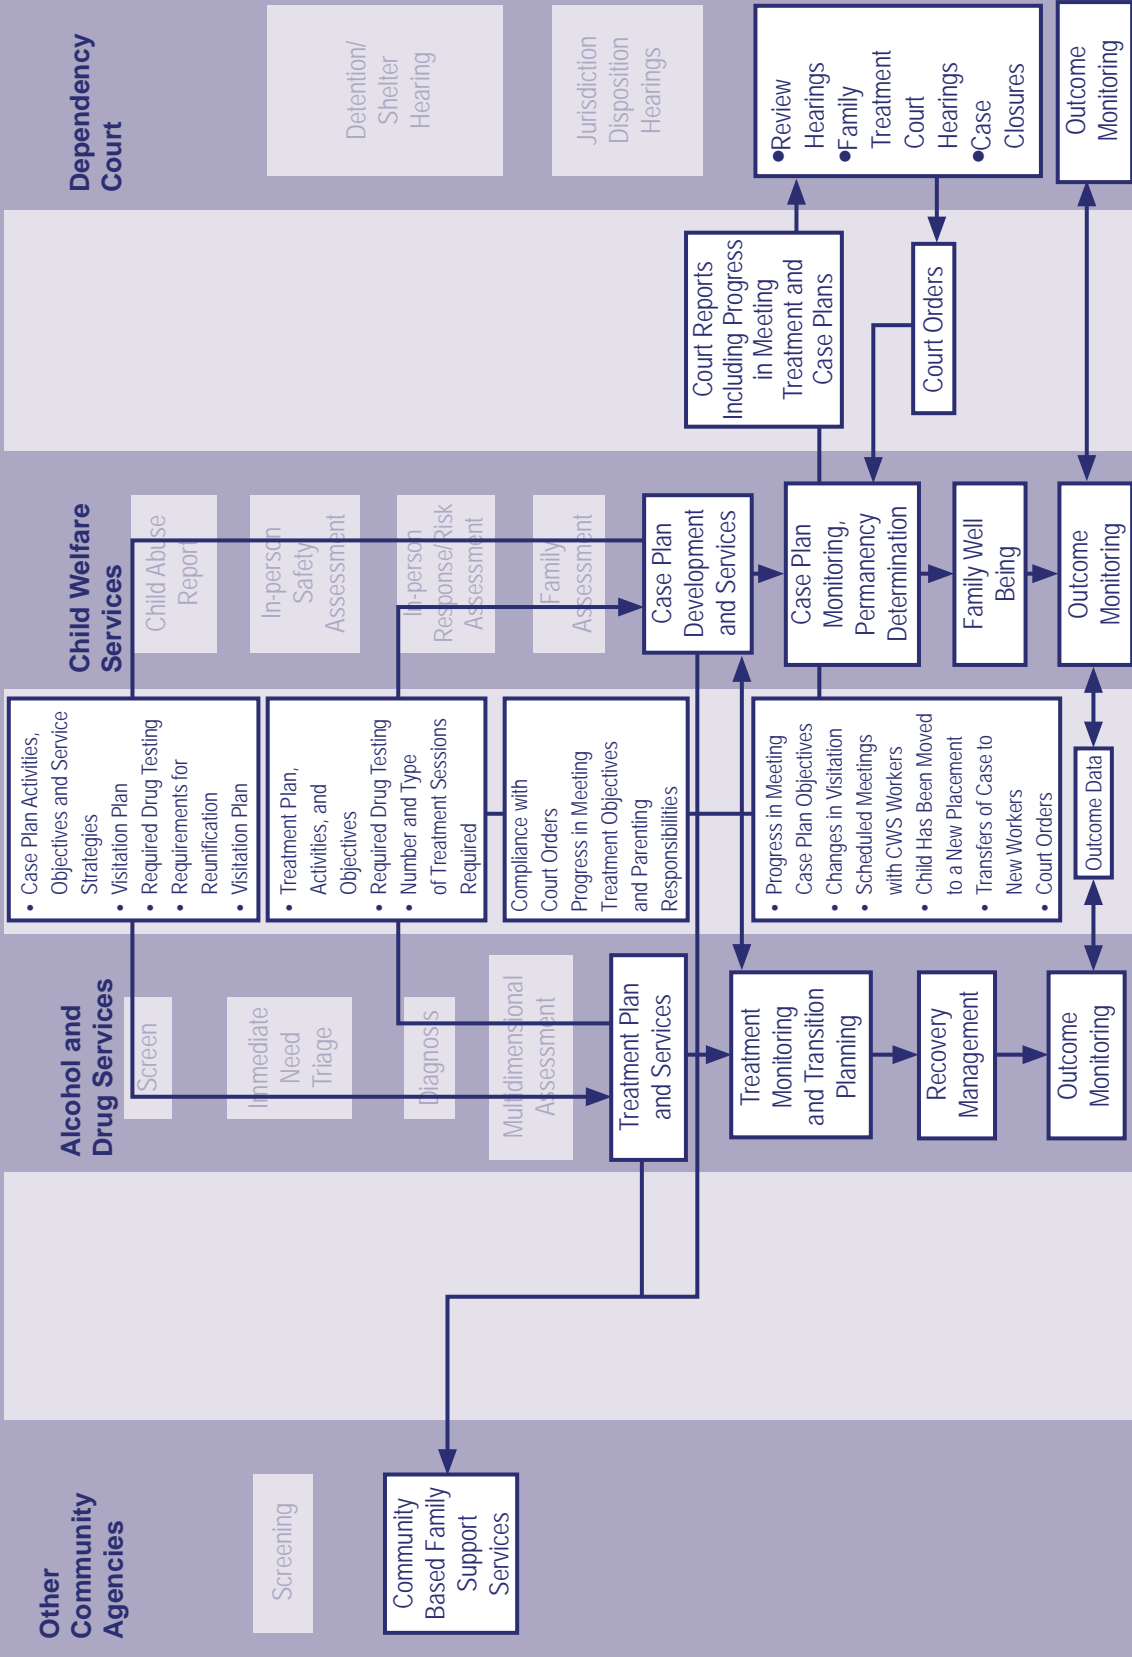 Other
Community
Agencies
Screening
Community
Based Family
Support
Services
Alcohol and
Drug Services
Screen
Immediate
Need
Triage
Diagnosis
Multidimensional
Assessment
Treatment Plan
and Services
Treatment
Monitoring
and Transition
Planning
Recovery
Management
Outcome
Monitoring
• Case Plan Activities,
Objectives and Service
Strategies
• Visitation Plan
• Required Drug Testing
• Requirements for
Reunification
• Visitation Plan
• Treatment Plan,
Activities, and
Objectives
• Required Drug Testing
• Number and Type
of Treatment Sessions
Required
Compliance with
Court Orders
Progress in Meeting
Treatment Objectives
and Parenting
Responsibilities
• Progress in Meeting
Case Plan Objectives
• Changes in Visitation
• Scheduled Meetings
with CWS Workers
• Child Has Been Moved
to a New Placement
• Transfers of Case to
New Workers
• Court Orders
Outcome Data
Child Welfare
Services
Child Abuse
Report
In-person
Safety
Assessment
In-person
Response/Risk
Assessment
Family
Assessment
Case Plan
Development
and Services
Case Plan
Monitoring,
Permanency
Determination
Family Well
Being
Outcome
Monitoring
Court Reports
Including Progress
in Meeting
Treatment and
Case Plans
Court Orders
Dependency
Court
Detention/
Shelter
Hearing
Jurisdiction
Disposition
Hearings
•Review
Hearings
•Family
Treatment
Court
Hearings
•Case
Closures
Outcome
Monitoring